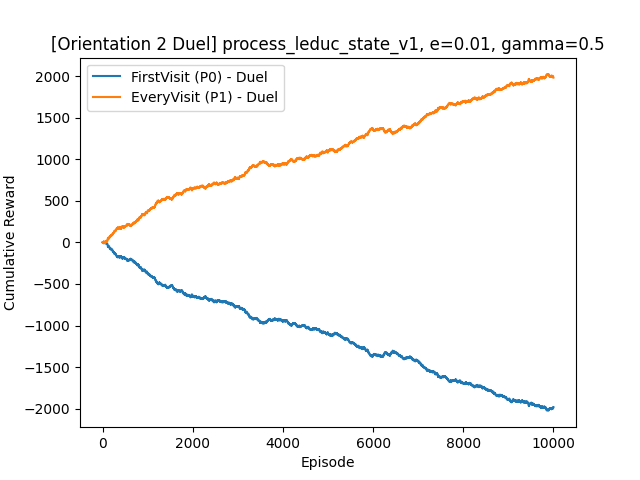 [Orientation 2 Duel] process_leduc_state_v1, e=0.01, gamma=0.5
FirstVisit (P0) - Duel
EveryVisit (P1) - Duel
Cumulative Reward
2000
1500
1000
500
0
−500
−1000
−1500
−2000
0 2000 4000 6000 8000 10000
Episode